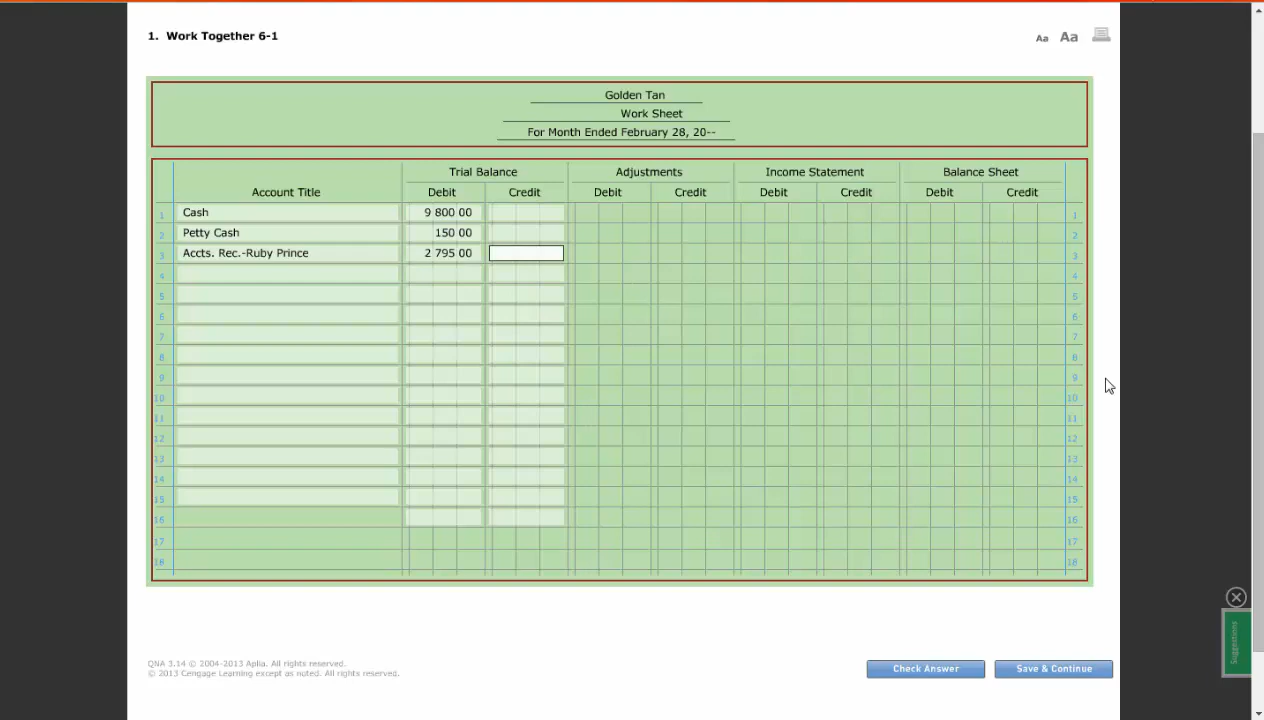 1. Work Together 6-1
Aa Aa
Golden Tan
Work Sheet
For Month Ended February 28, 20--
Trial Balance Adjustments Income Statement Balance Sheet
Account Title Debit Credit Debit Credit Debit Credit Debit Credit
1 Cash 9 800 00 1
2 Petty Cash 150 00 2
3 Accts. Rec.-Ruby Prince 2 795 00 3
4 4
5 5
6 6
7 7
8 8
9 9
10 10
11 11
12 12
13 13
14 14
15 15
16 16
17 17
18 18
Suggestions
QNA 3.14 © 2004-2013 Aplia. All rights reserved.
© 2013 Cengage Learning except as noted. All rights reserved.
Check Answer Save & Continue